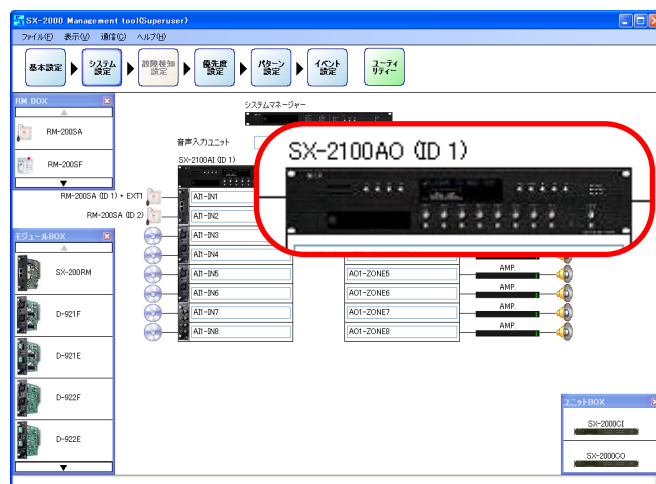 SX-2000 Management tool(Superuser)
ファイル(F) 表示(V) 通信(C) ヘルプ(H)
基本設定
システム
設定
故障検知
設定
優先度
設定
パターン
設定
イベント
設定
ユーティ
リティー
RM BOX
RM-200SA
RM-200SF
システムマネージャー
音声入力ユニット
SX-2100AI (ID 1)
SX-2100AO (ID 1)
RM-200SA (ID 1) + EXT1
AI1-IN1
RM-200SA (ID 2)
AI1-IN2
AI1-IN3
AI1-IN4
AI1-IN5
AO1-ZONE5
AMP.
AI1-IN6
AO1-ZONE6
AMP.
AI1-IN7
AO1-ZONE7
AMP.
AI1-IN8
AO1-ZONE8
AMP.
モジュールBOX
SX-200RM
D-921F
D-921E
D-922F
D-922E
ユニットBOX
SX-2000CI
SX-2000CO